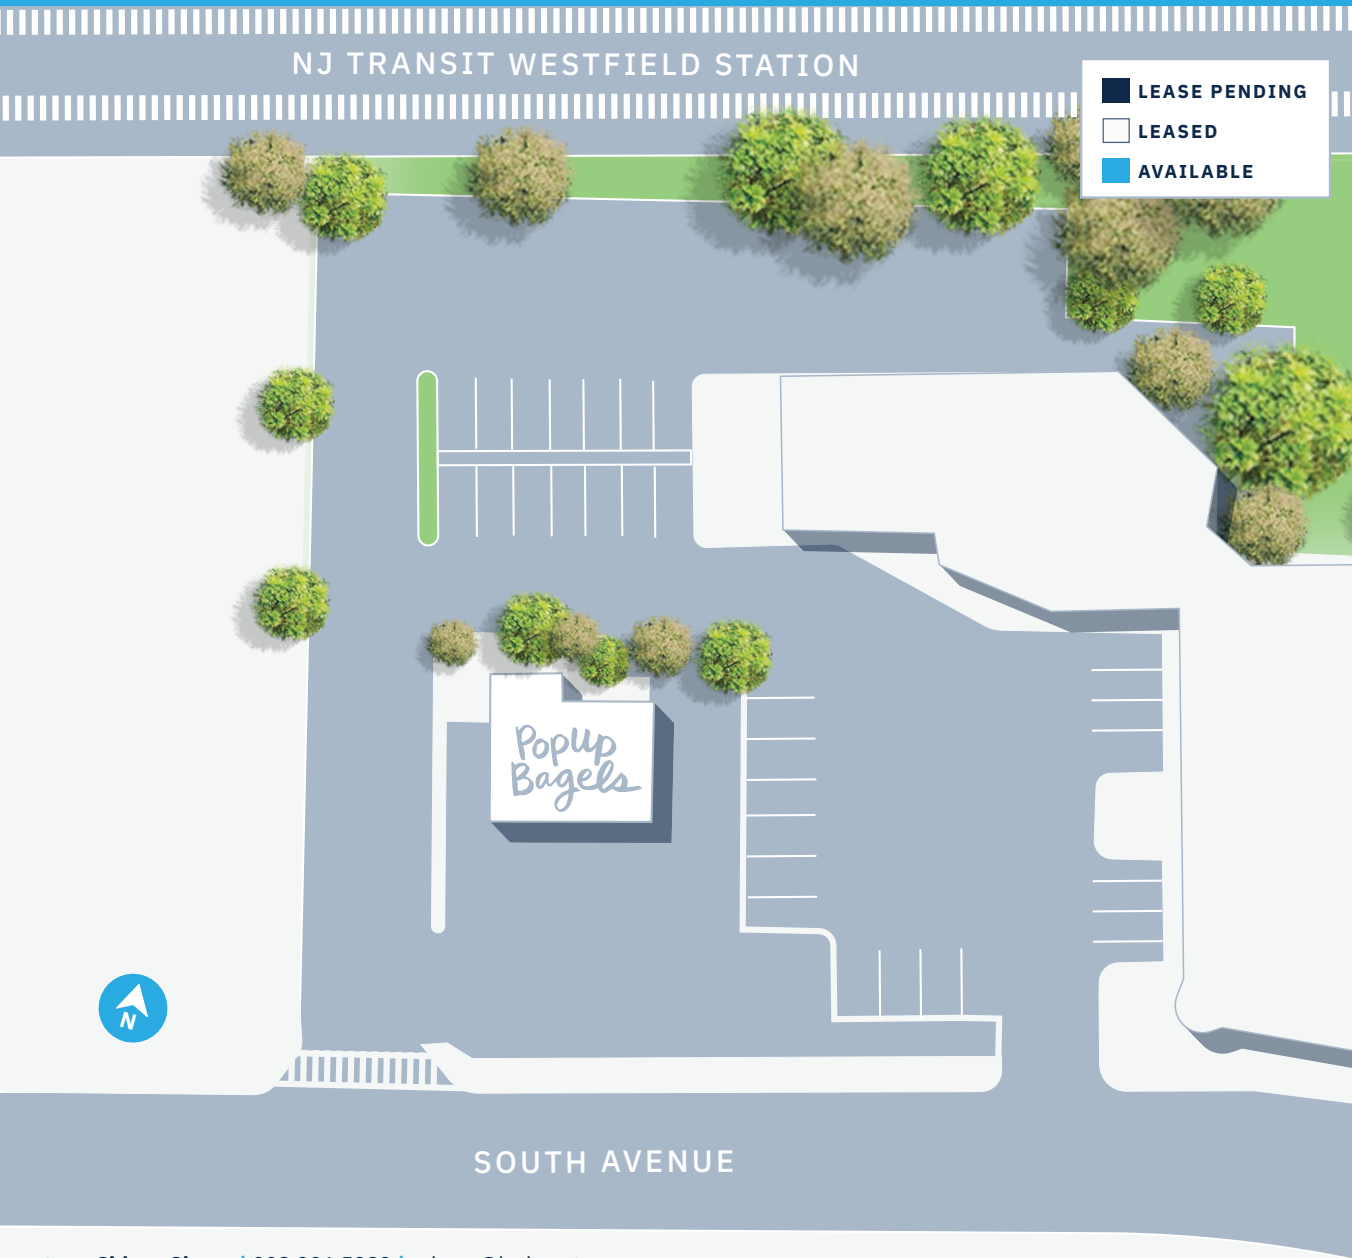 NJ TRANSIT WESTFIELD STATION
LEASE PENDING
LEASED
AVAILABLE
PopUp
Bagels
N
SOUTH AVENUE